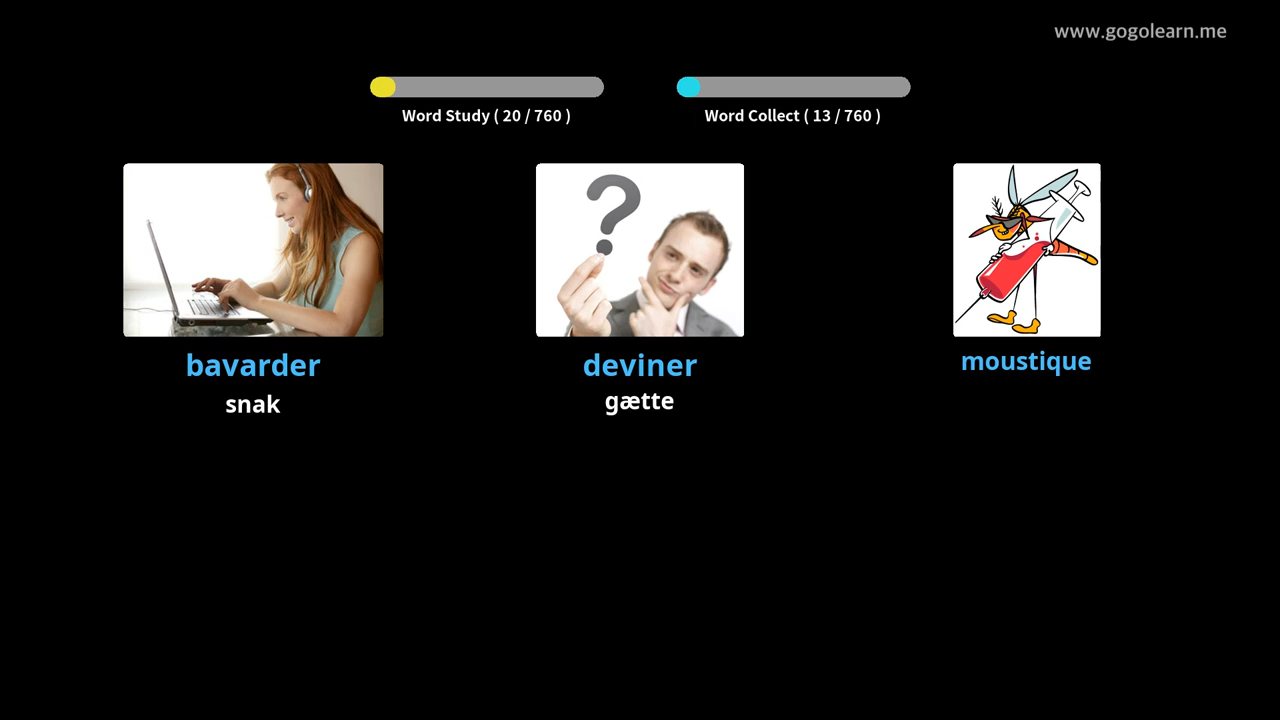 www.gogolearn.me
Word Study ( 20 / 760 )
Word Collect ( 13 / 760 )
bavarder
snak
deviner
gætte
moustique